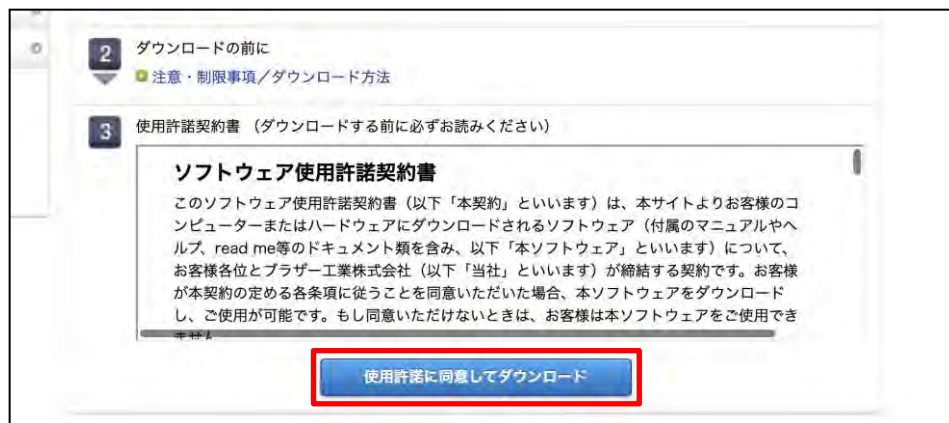 2
ダウンロードの前に
注意・制限事項／ダウンロード方法
3
使用許諾契約書 （ダウンロードする前に必ずお読みください）
ソフトウェア使用許諾契約書
このソフトウェア使用許諾契約書（以下「本契約」といいます）は、本サイトよりお客様のコ
ンピューターまたはハードウェアにダウンロードされるソフトウェア（付属のマニュアルやヘ
ルプ、read me等のドキュメント類を含み、以下「本ソフトウェア」といいます）について、
お客様各位とブラザー工業株式会社（以下「当社」といいます）が締結する契約です。お客様
が本契約の定める各条項に従うことを同意いただいた場合、本ソフトウェアをダウンロード
し、ご使用が可能です。もし同意いただけないときは、お客様は本ソフトウェアをご使用でき
使用許諾に同意してダウンロード